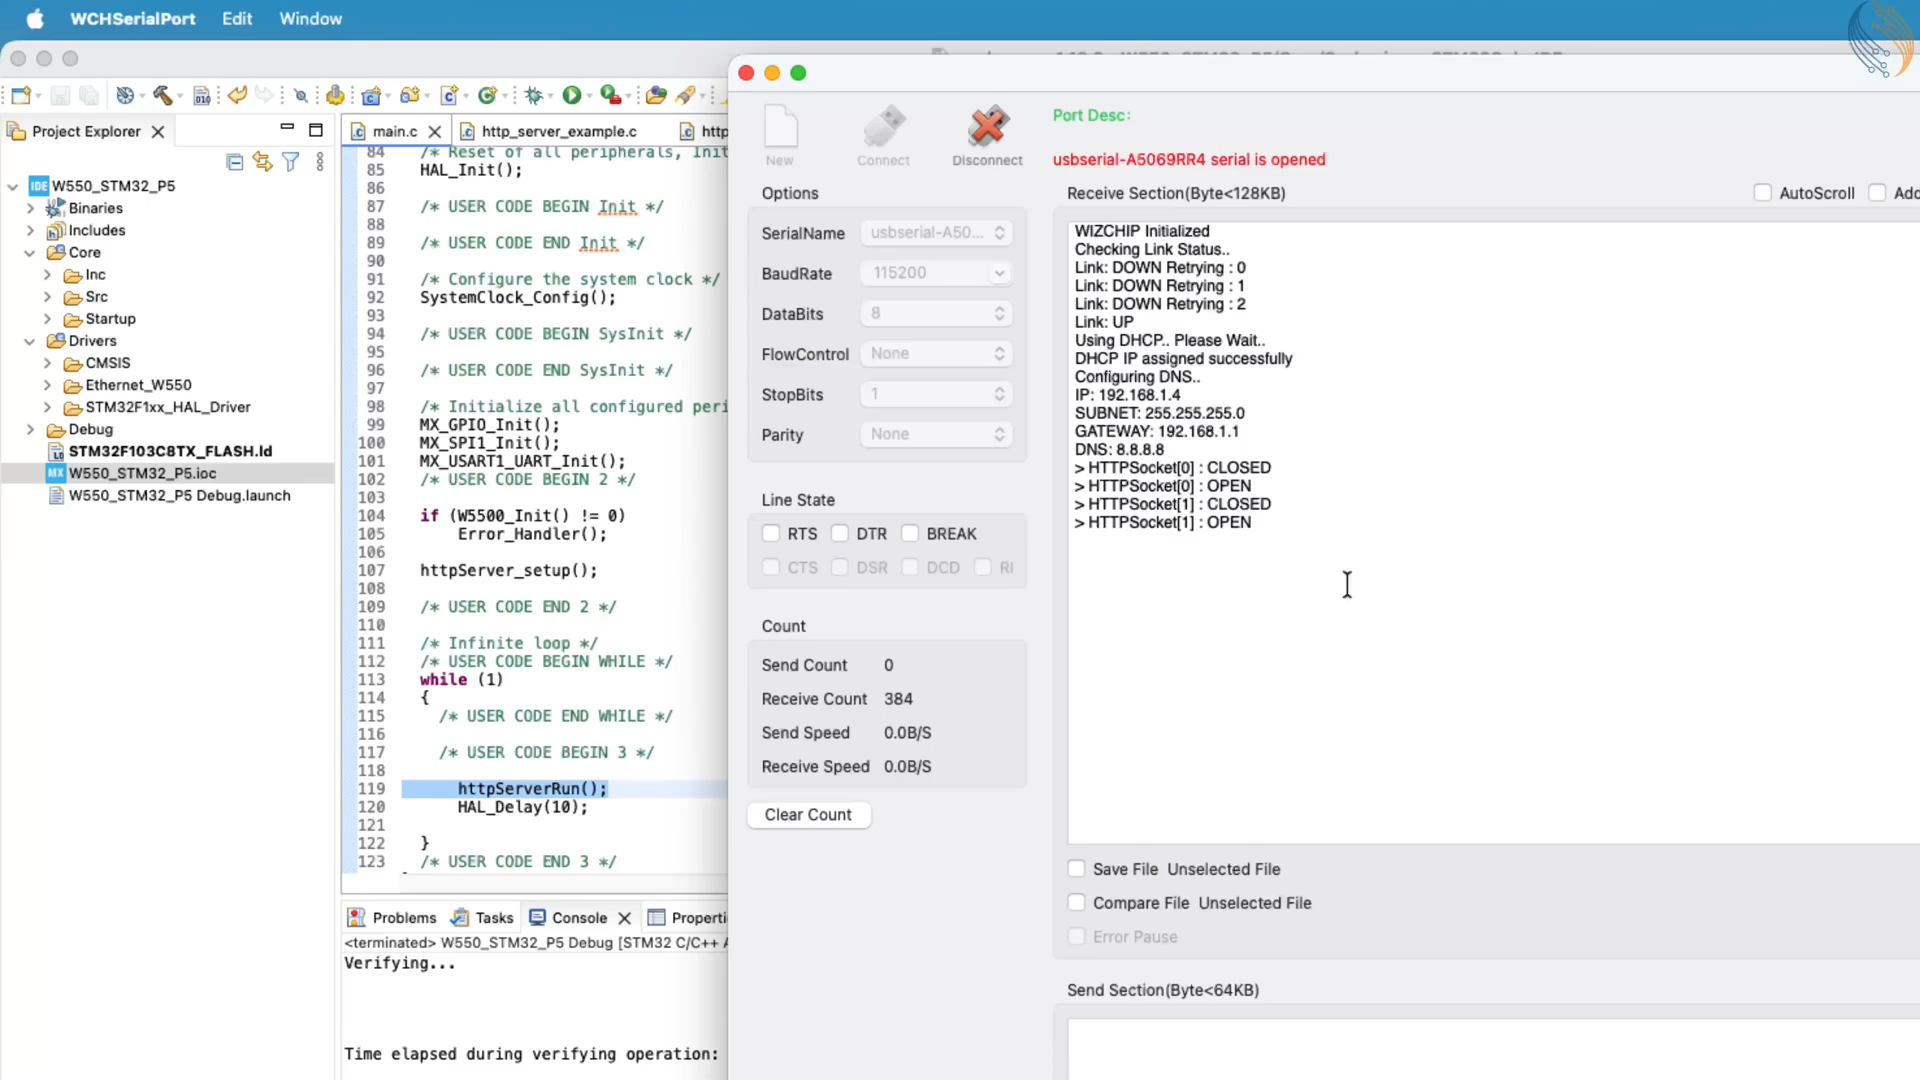 WCHSerialPort Edit Window
Project Explorer
W550_STM32_P5
Binaries
Includes
Core
Inc
Src
Startup
Drivers
CMSIS
Ethernet_W550
STM32F1xx_HAL_Driver
Debug
STM32F103C8TX_FLASH.ld
W550_STM32_P5.ioc
W550_STM32_P5 Debug.launch
main.c http_server_example.c http
84 /* Reset of all peripherals, Init
85 HAL_Init();
86
87 /* USER CODE BEGIN Init */
88
89 /* USER CODE END Init */
90
91 /* Configure the system clock */
92 SystemClock_Config();
93
94 /* USER CODE BEGIN SysInit */
95
96 /* USER CODE END SysInit */
97
98 /* Initialize all configured peri
99 MX_GPIO_Init();
100 MX_SPI1_Init();
101 MX_USART1_UART_Init();
102 /* USER CODE BEGIN 2 */
103
104 if (W5500_Init() != 0)
105 Error_Handler();
106
107 httpServer_setup();
108
109 /* USER CODE END 2 */
110
111 /* Infinite loop */
112 /* USER CODE BEGIN WHILE */
113 while (1)
114 {
115 /* USER CODE END WHILE */
116
117 /* USER CODE BEGIN 3 */
118
119 httpServerRun();
120 HAL_Delay(10);
121
122 }
123 /* USER CODE END 3 */
Problems Tasks Console Properti
<terminated> W550_STM32_P5 Debug [STM32 C/C++ A
Verifying...
Time elapsed during verifying operation:
New Connect Disconnect
Port Desc:
usbserial-A5069RR4 serial is opened
Options
SerialName usbserial-A50...
BaudRate 115200
DataBits 8
FlowControl None
StopBits 1
Parity None
Line State
RTS DTR BREAK
CTS DSR DCD RI
Count
Send Count 0
Receive Count 384
Send Speed 0.0B/S
Receive Speed 0.0B/S
Clear Count
Receive Section(Byte<128KB) AutoScroll Add
WIZCHIP Initialized
Checking Link Status..
Link: DOWN Retrying : 0
Link: DOWN Retrying : 1
Link: DOWN Retrying : 2
Link: UP
Using DHCP.. Please Wait..
DHCP IP assigned successfully
Configuring DNS..
IP: 192.168.1.4
SUBNET: 255.255.255.0
GATEWAY: 192.168.1.1
DNS: 8.8.8.8
> HTTPSocket[0] : CLOSED
> HTTPSocket[0] : OPEN
> HTTPSocket[1] : CLOSED
> HTTPSocket[1] : OPEN
Save File Unselected File
Compare File Unselected File
Error Pause
Send Section(Byte<64KB)